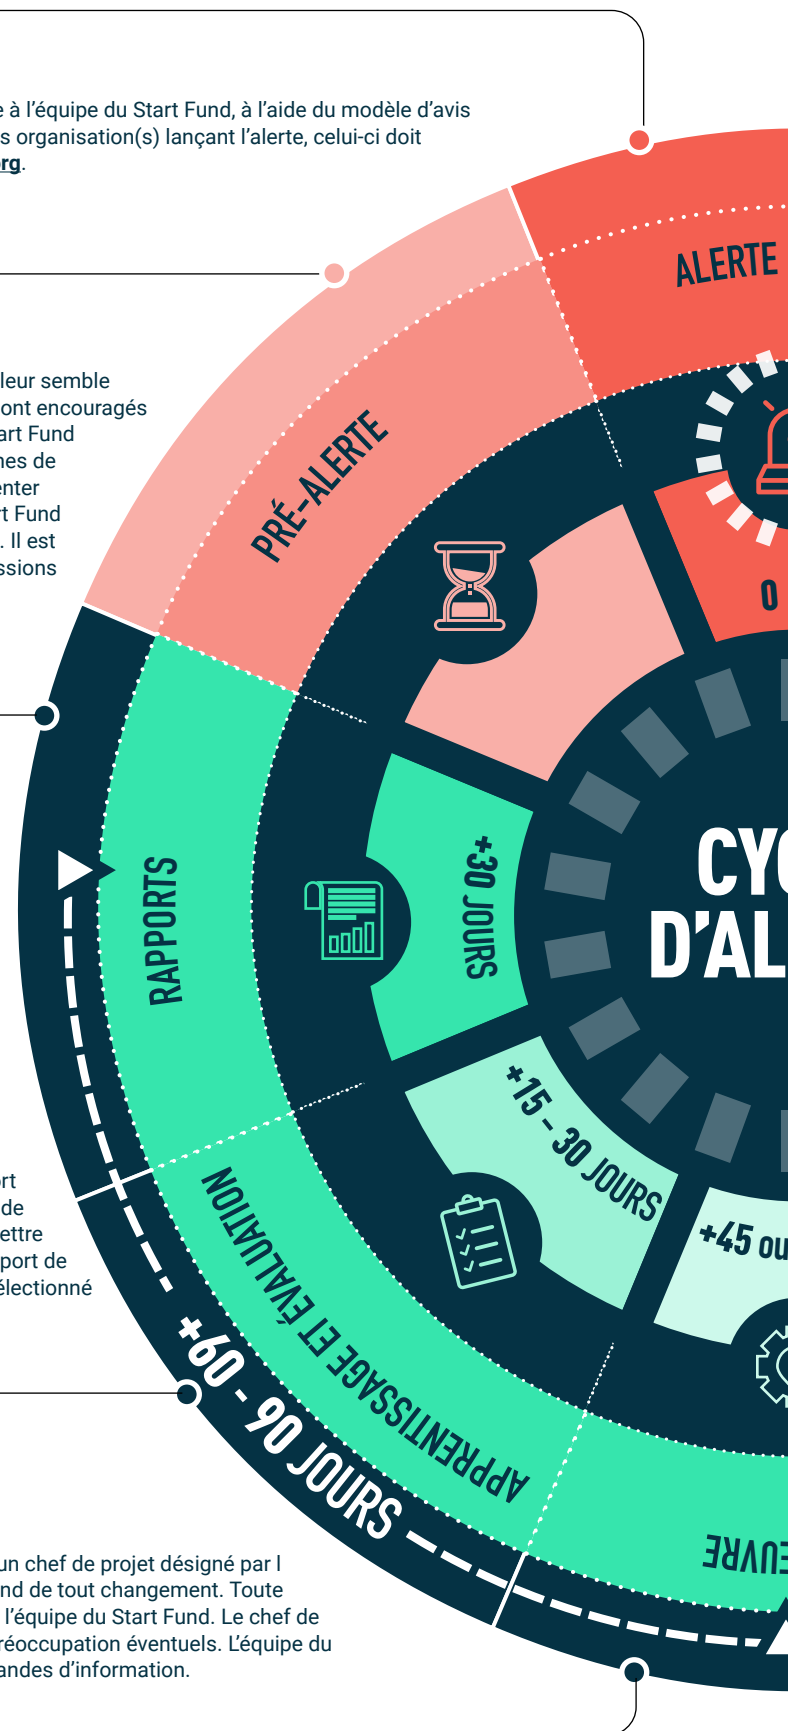 e à l’équipe du Start Fund, à l’aide du modèle d’avis
s organisation(s) lançant l’alerte, celui-ci doit
org.
ALERTE
leur semble
ont encouragés
art Fund
nes de
enter
rt Fund
. Il est
ssions
PRÉ-ALERTE
0
CYC
D’AL
RAPPORTS
+30 JOURS
+15 - 30 JOURS
+45 ou
ort
de
ettre
port de
électionné
APPRENTISSAGE ET ÉVALUATION
+60 - 90 JOURS
ŒUVRE
un chef de projet désigné par l
nd de tout changement. Toute
l’équipe du Start Fund. Le chef de
réoccupation éventuels. L’équipe du
andes d’information.